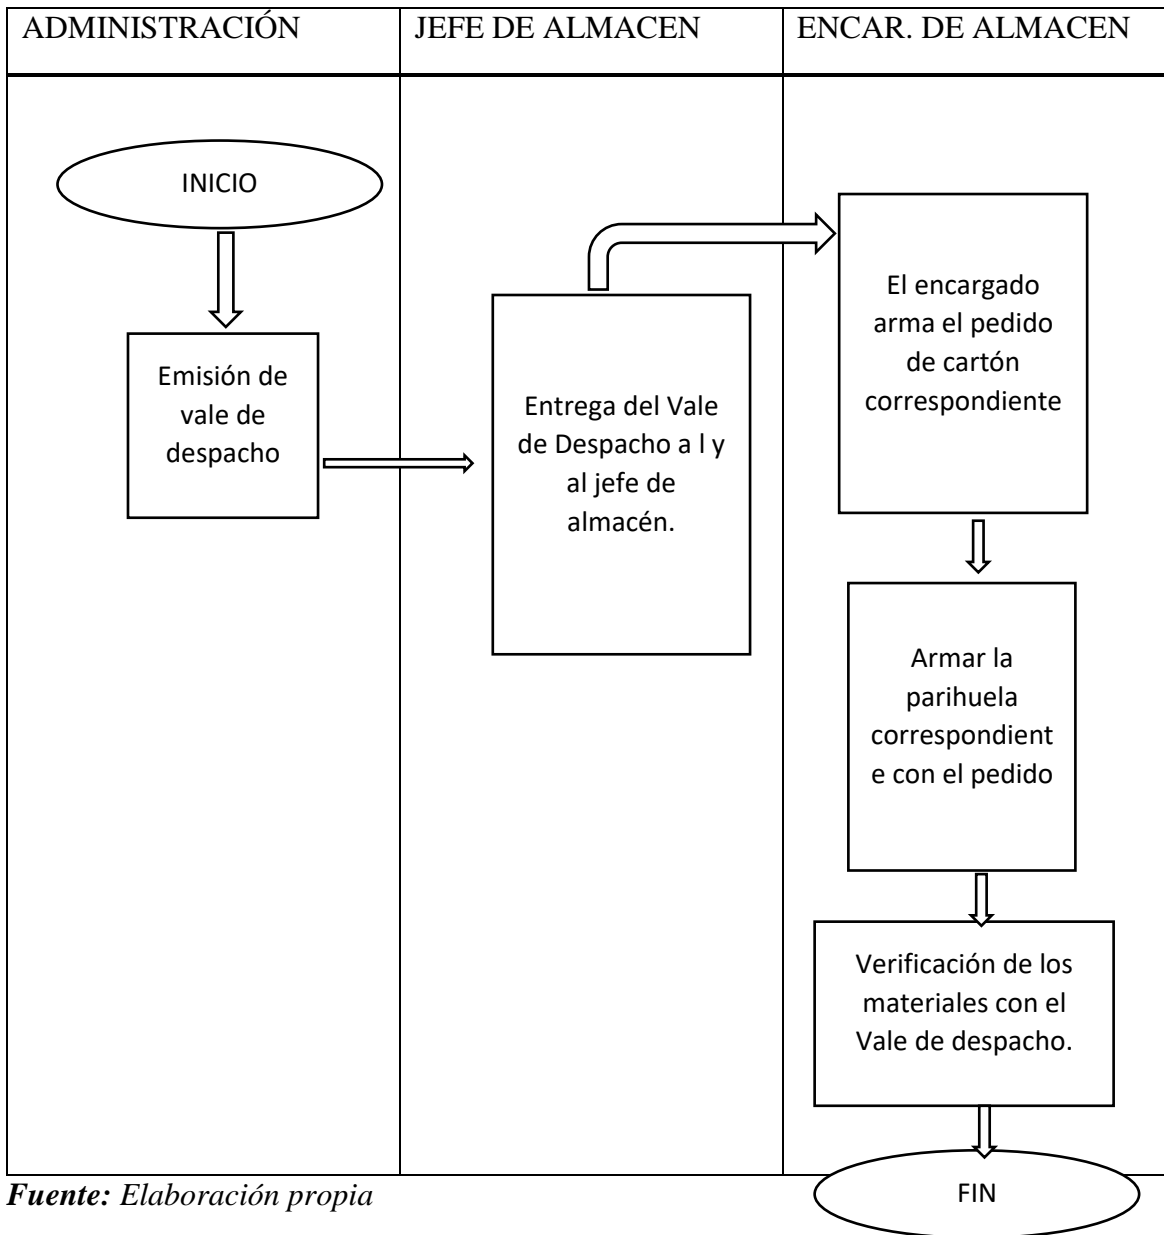 ADMINISTRACIÓN
JEFE DE ALMACEN
ENCAR. DE ALMACEN
INICIO
Emisión de
vale de
despacho
Entrega del Vale
de Despacho a l y
al jefe de
almacén.
El encargado
arma el pedido
de cartón
correspondiente
Armar la
parihuela
correspondient
e con el pedido
Verificación de los
materiales con el
Vale de despacho.
FIN
Fuente: Elaboración propia